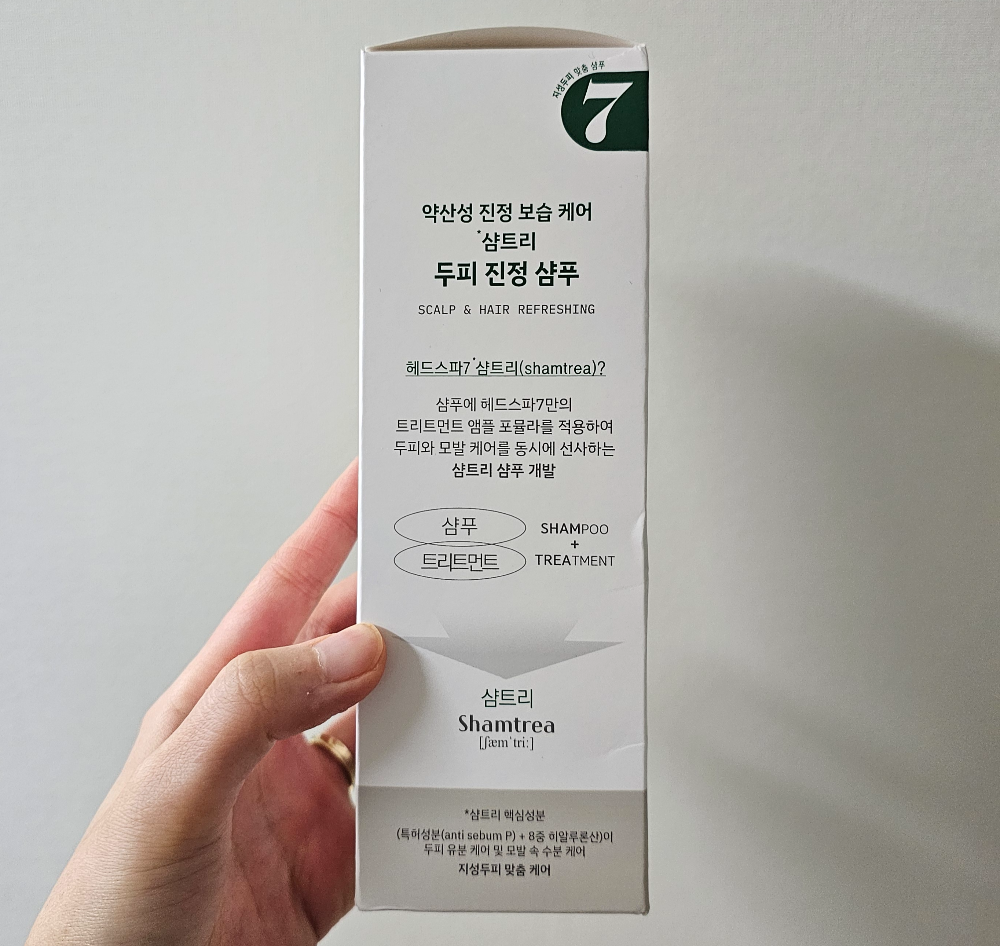 지성두피 맞춤 샴푸
7
약산성 진정 보습 케어
*샴트리
두피 진정 샴푸
SCALP & HAIR REFRESHING
헤드스파7 *샴트리(shamtrea)?
샴푸에 헤드스파7만의
트리트먼트 앰플 포뮬라를 적용하여
두피와 모발 케어를 동시에 선사하는
샴트리 샴푸 개발
샴푸
트리트먼트
SHAMPOO
+
TREATMENT
샴트리
Shamtrea
[ʃæm'tri:]
*샴트리 핵심성분
(특허성분(anti sebum P) + 8중 히알루론산)이
두피 유분 케어 및 모발 속 수분 케어
지성두피 맞춤 케어